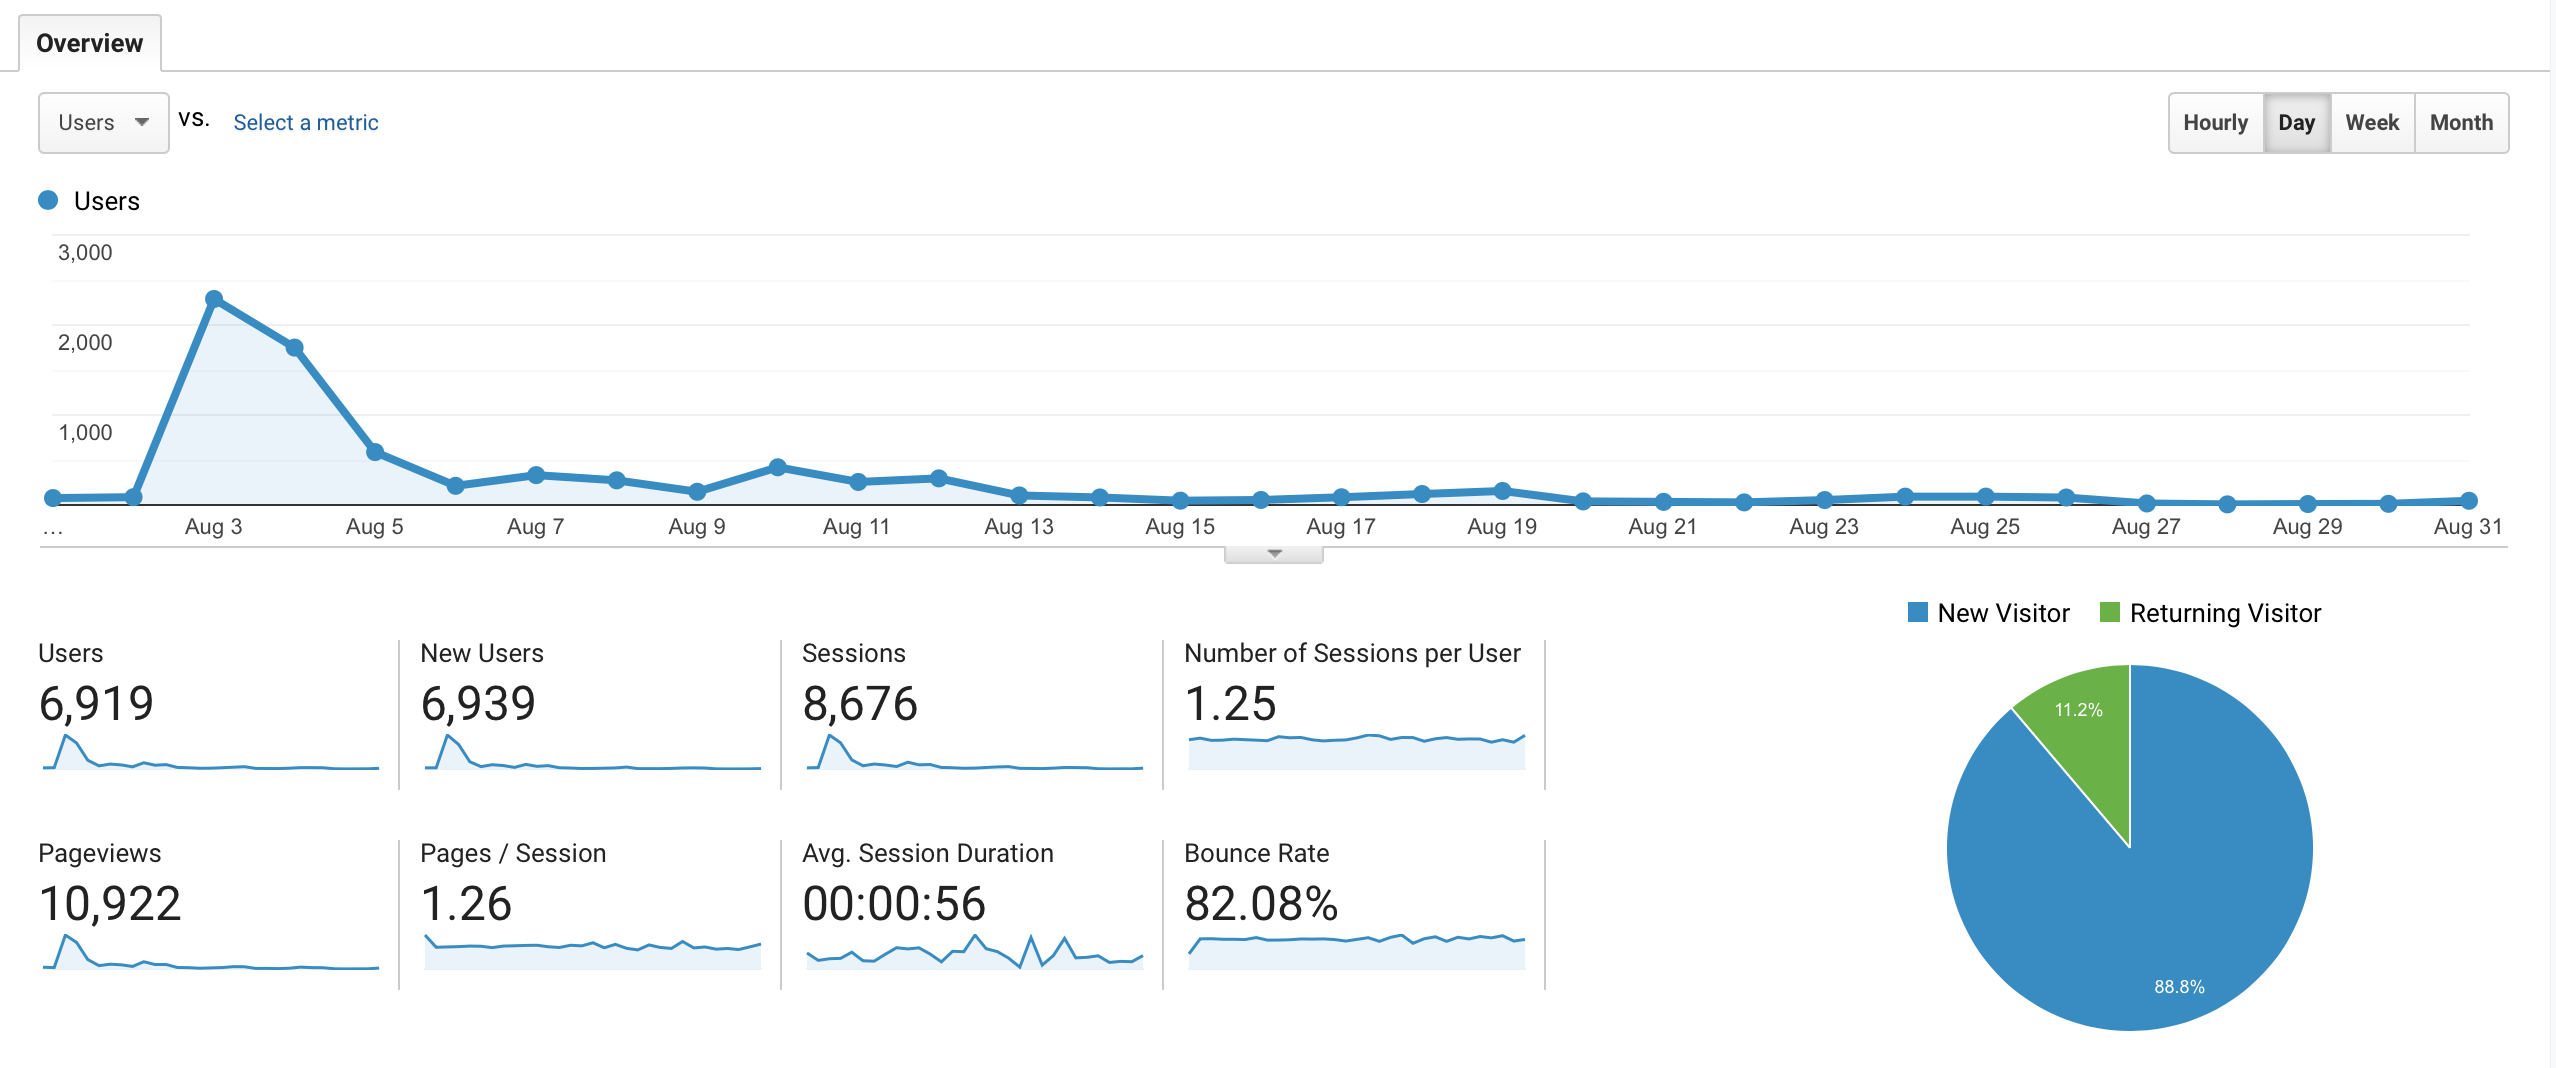 Overview
Users vs. Select a metric
Hourly Day Week Month
Users
3,000
2,000
1,000
... Aug 3 Aug 5 Aug 7 Aug 9 Aug 11 Aug 13 Aug 15 Aug 17 Aug 19 Aug 21 Aug 23 Aug 25 Aug 27 Aug 29 Aug 31
New Visitor Returning Visitor
Users New Users Sessions Number of Sessions per User
6,919 6,939 8,676 1.25
11.2%
Pageviews Pages / Session Avg. Session Duration Bounce Rate
10,922 1.26 00:00:56 82.08%
88.8%